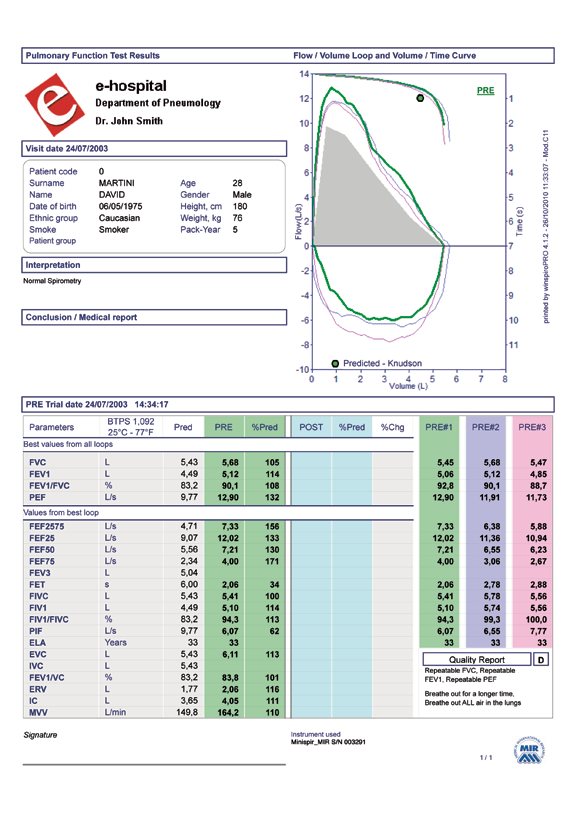 Pulmonary Function Test Results Flow / Volume Loop and Volume / Time Curve
e
e-hospital
Department of Pneumology
Dr. John Smith
Visit date 24/07/2003
Patient code 0
Surname MARTINI Age 28
Name DAVID Gender Male
Date of birth 06/05/1975 Height, cm 180
Ethnic group Caucasian Weight, kg 76
Smoke Smoker Pack-Year 5
Patient group
Interpretation
Normal Spirometry
Conclusion / Medical report
PRE
Flow(L/s)
14
12
10
8
6
4
2
0
-2
-4
-6
-8
-10
1
2
3
4
5
6
7
8
9
10
11
Time (s)
Predicted - Knudson
0 1 2 3 4 5 6 7 8
Volume (L)
printed by winspiroPRO 4.1.2 - 26/10/2010 11:33:07 - Mod.C11
PRE Trial date 24/07/2003 14:34:17
Parameters BTPS 1,092 25°C - 77°F Pred PRE %Pred POST %Pred %Chg PRE#1 PRE#2 PRE#3
Best values from all loops
FVC L 5,43 5,68 105 5,45 5,68 5,47
FEV1 L 4,49 5,12 114 5,06 5,12 4,85
FEV1/FVC % 83,2 90,1 108 92,8 90,1 88,7
PEF L/s 9,77 12,90 132 12,90 11,91 11,73
Values from best loop
FEF2575 L/s 4,71 7,33 156 7,33 6,38 5,88
FEF25 L/s 9,07 12,02 133 12,02 11,36 10,94
FEF50 L/s 5,56 7,21 130 7,21 6,55 6,23
FEF75 L/s 2,34 4,00 171 4,00 3,06 2,67
FEV3 L 5,04
FET s 6,00 2,06 34 2,06 2,78 2,88
FIVC L 5,43 5,41 100 5,41 5,78 5,56
FIV1 L 4,49 5,10 114 5,10 5,74 5,56
FIV1/FIVC % 83,2 94,3 113 94,3 99,3 100,0
PIF L/s 9,77 6,07 62 6,07 6,55 7,77
ELA Years 33 33 33 33 33
EVC L 5,43 6,11 113
IVC L 5,43
FEV1/VC % 83,2 83,8 101
ERV L 1,77 2,06 116
IC L 3,65 4,05 111
MVV L/min 149,8 164,2 110
Quality Report D
Repeatable FVC, Repeatable
FEV1, Repeatable PEF
Breathe out for a longer time,
Breathe out ALL air in the lungs
Signature
Instrument used
Minispir_MIR S/N 003291
1 / 1
MIR